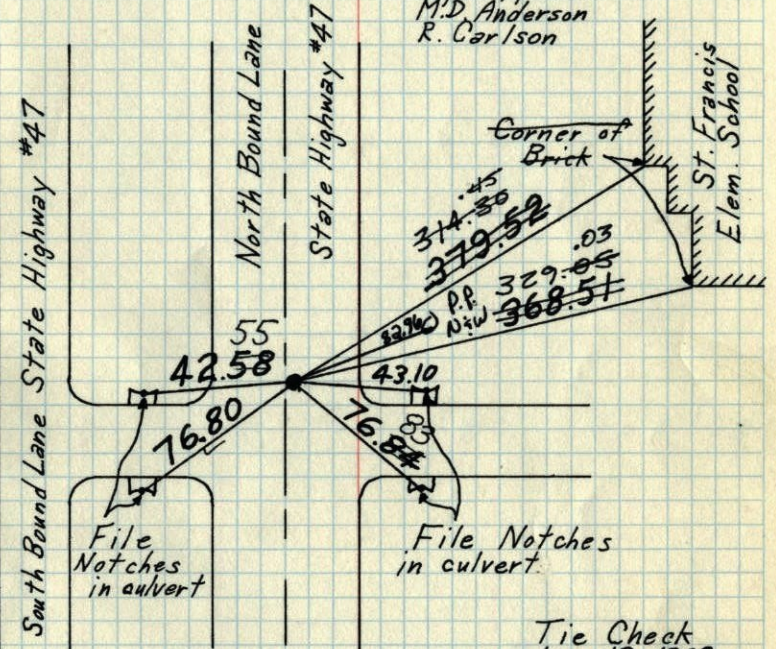 M.D. Anderson
R. Carlson
South Bound Lane State Highway #47
North Bound Lane
State Highway #47
St. Francis
Elem. School
Corner of
Brick
.45
314.30
379.52
.03
329.05
368.51
P.P.
N&W
82.96
55
42.58
43.10
76.80
83
76.84
File
Notches
in culvert
File Notches
in culvert
Tie Check